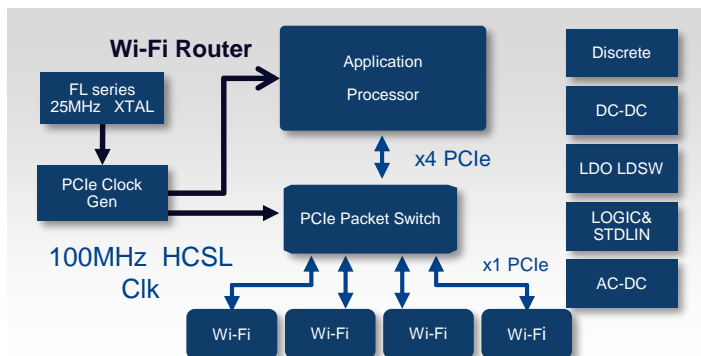 Wi-Fi Router
Application
Processor
Discrete
FL series
25MHz XTAL
DC-DC
x4 PCIe
LDO LDSW
PCIe Clock
Gen
PCIe Packet Switch
LOGIC&
STDLIN
100MHz HCSL
Clk
x1 PCIe
AC-DC
Wi-Fi
Wi-Fi
Wi-Fi
Wi-Fi